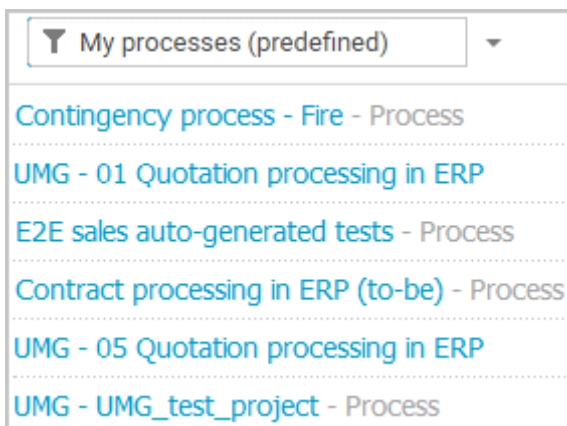 My processes (predefined)
Contingency process - Fire - Process
UMG - 01 Quotation processing in ERP
E2E sales auto-generated tests - Process
Contract processing in ERP (to-be) - Process
UMG - 05 Quotation processing in ERP
UMG - UMG_test_project - Process